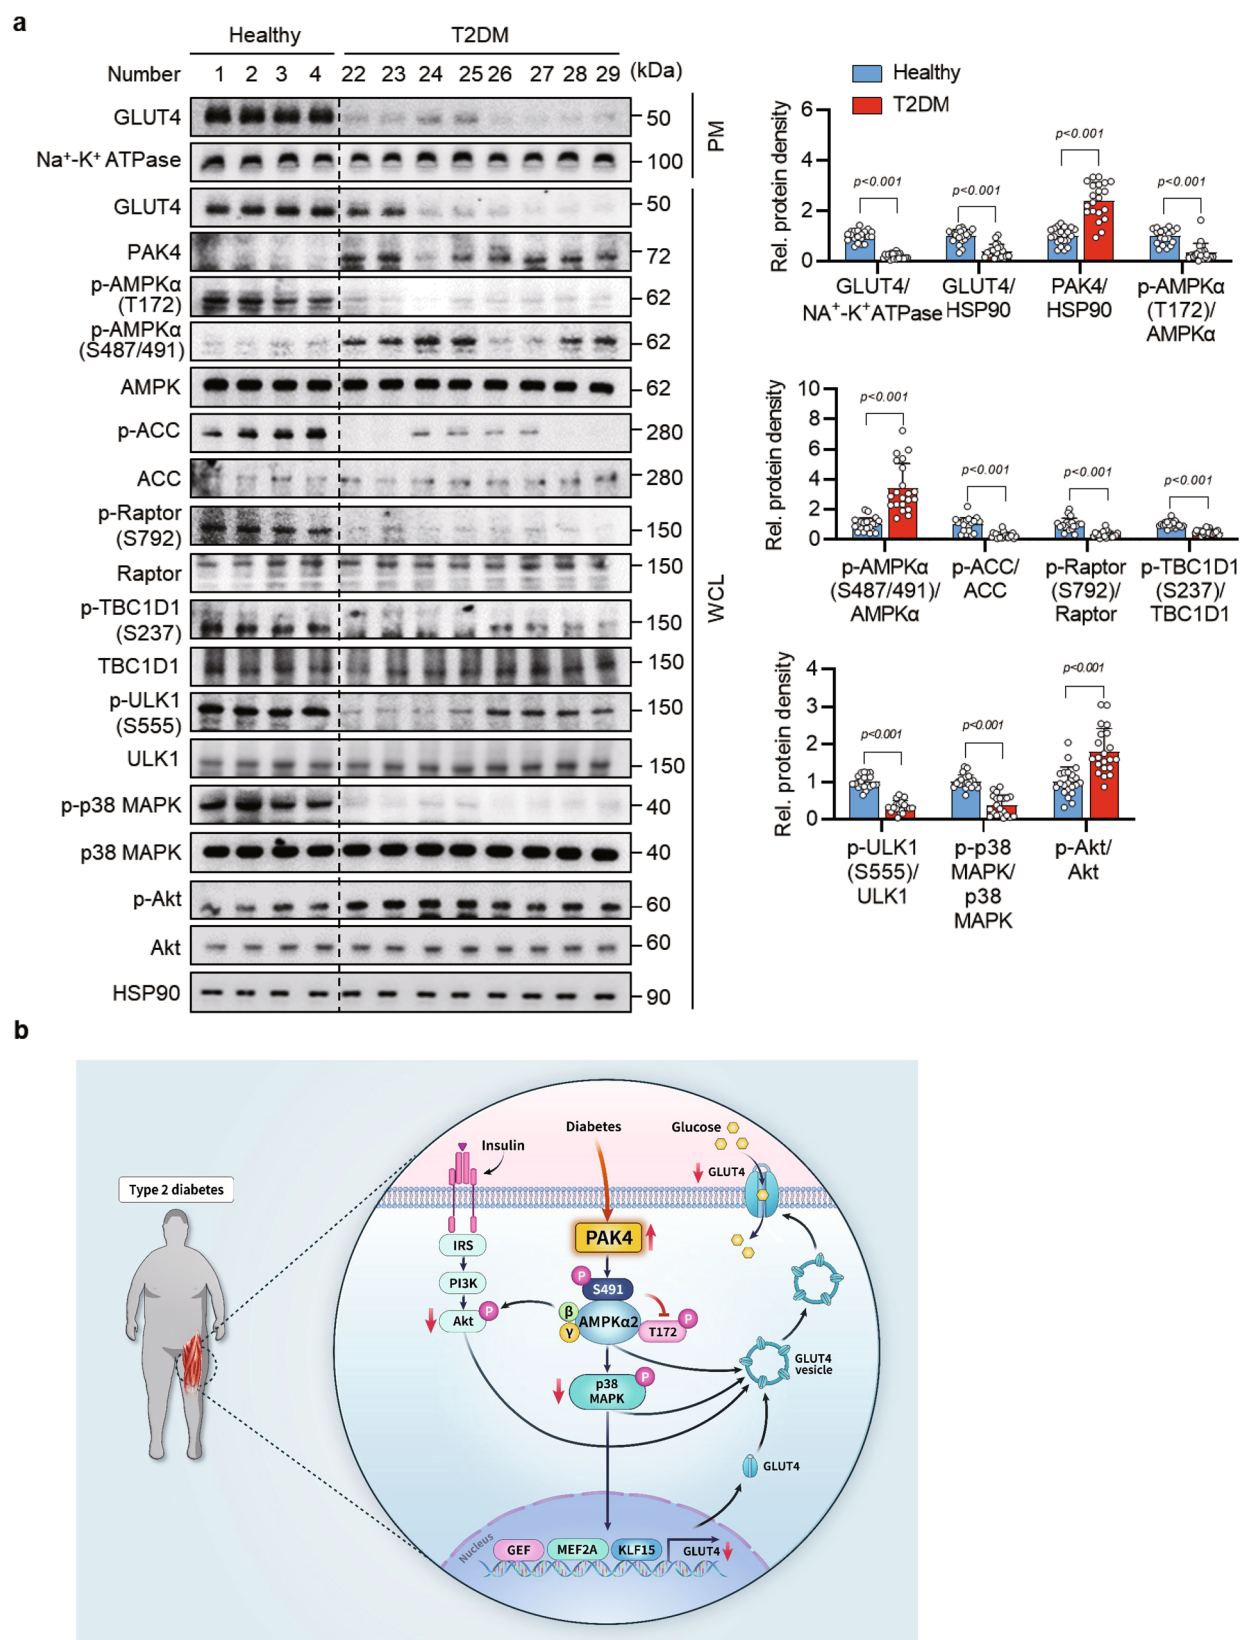 a
Healthy
T2DM
Number 1 2 3 4 22 23 24 25 26 27 28 29 (kDa)
GLUT4
50
Na⁺-K⁺ ATPase
100
PM
GLUT4
50
PAK4
72
p-AMPKα
(T172)
62
p-AMPKα
(S487/491)
62
AMPK
62
p-ACC
280
ACC
280
p-Raptor
(S792)
150
Raptor
150
p-TBC1D1
(S237)
150
TBC1D1
150
p-ULK1
(S555)
150
ULK1
150
p-p38 MAPK
40
p38 MAPK
40
p-Akt
60
Akt
60
HSP90
90
WCL
Healthy
T2DM
Rel. protein density
6
4
2
0
p<0.001
p<0.001
p<0.001
p<0.001
GLUT4/
NA⁺-K⁺ATPase
GLUT4/
HSP90
PAK4/
HSP90
p-AMPKα
(T172)/
AMPKα
Rel. protein density
10
8
6
4
2
0
p<0.001
p<0.001
p<0.001
p<0.001
p-AMPKα
(S487/491)/
AMPKα
p-ACC/
ACC
p-Raptor
(S792)/
Raptor
p-TBC1D1
(S237)/
TBC1D1
Rel. protein density
4
3
2
1
0
p<0.001
p<0.001
p<0.001
p-ULK1
(S555)/
ULK1
p-p38
MAPK/
p38
MAPK
p-Akt/
Akt
b
Type 2 diabetes
Insulin
Diabetes
Glucose
GLUT4
IRS
PI3K
Akt
P
PAK4
P
S491
β
γ
AMPKα2
T172
P
p38
MAPK
P
GLUT4
vesicle
GLUT4
Nucleus
GEF
MEF2A
KLF15
GLUT4